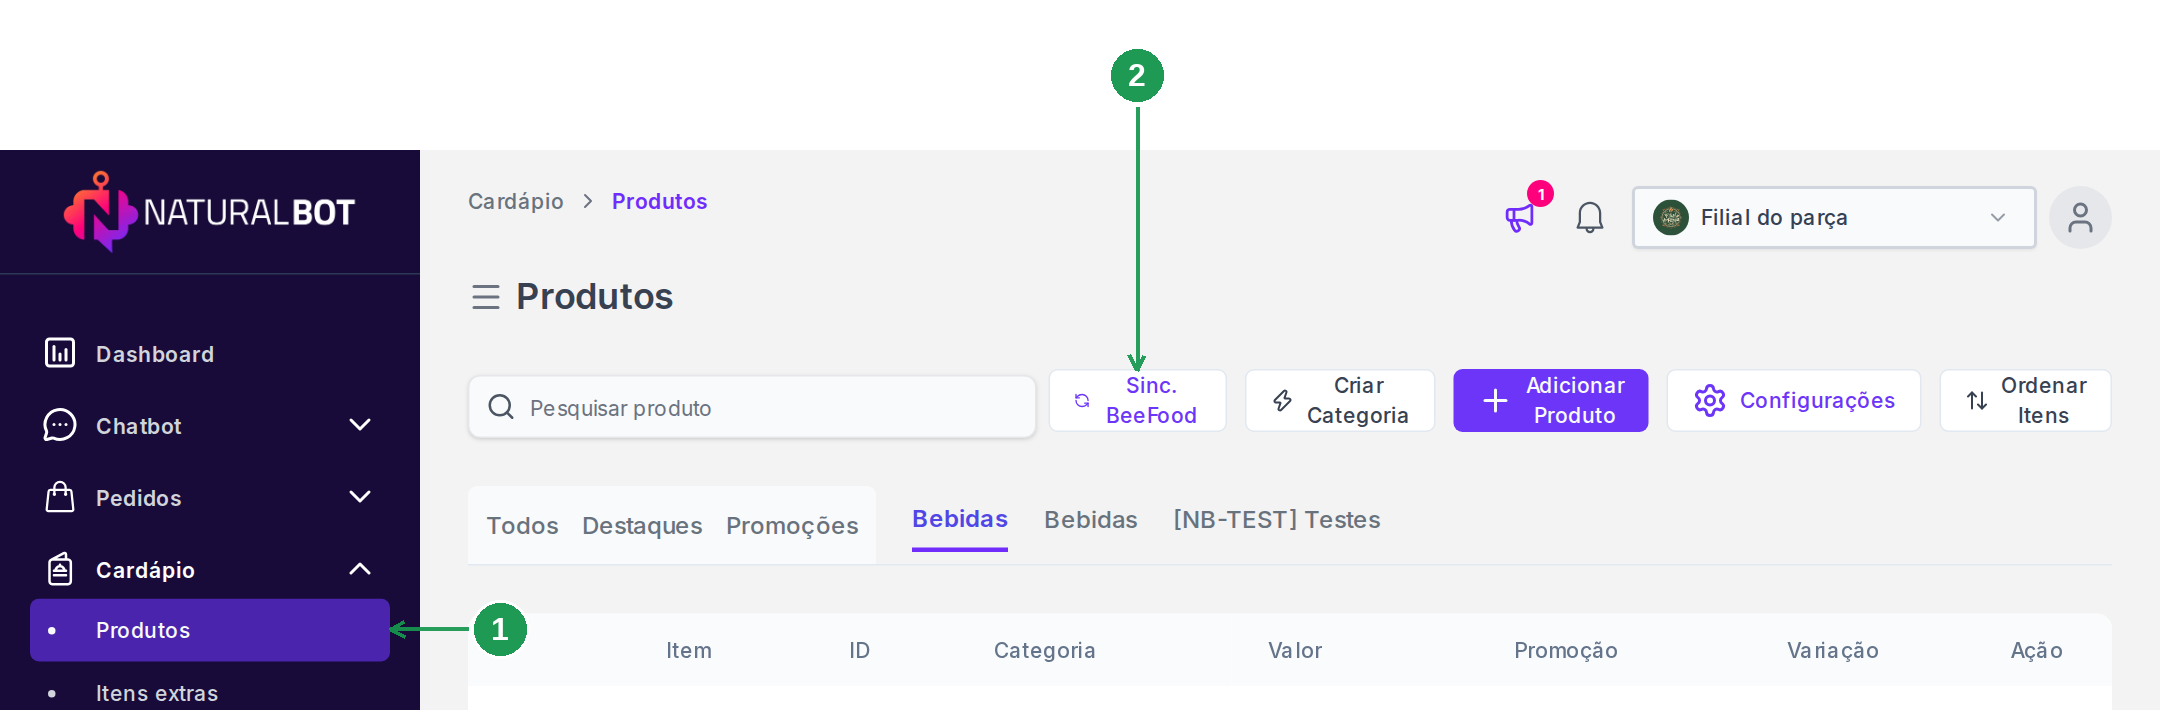 2
NATURALBOT
Cardápio > Produtos
1
Filial do parça
Produtos
Dashboard
Chatbot
Pedidos
Cardápio
Produtos
Itens extras
Pesquisar produto
Sinc.
BeeFood
Criar
Categoria
Adicionar
Produto
Configurações
Ordenar
Itens
Todos Destaques Promoções Bebidas Bebidas [NB-TEST] Testes
1
Item ID Categoria Valor Promoção Variação Ação